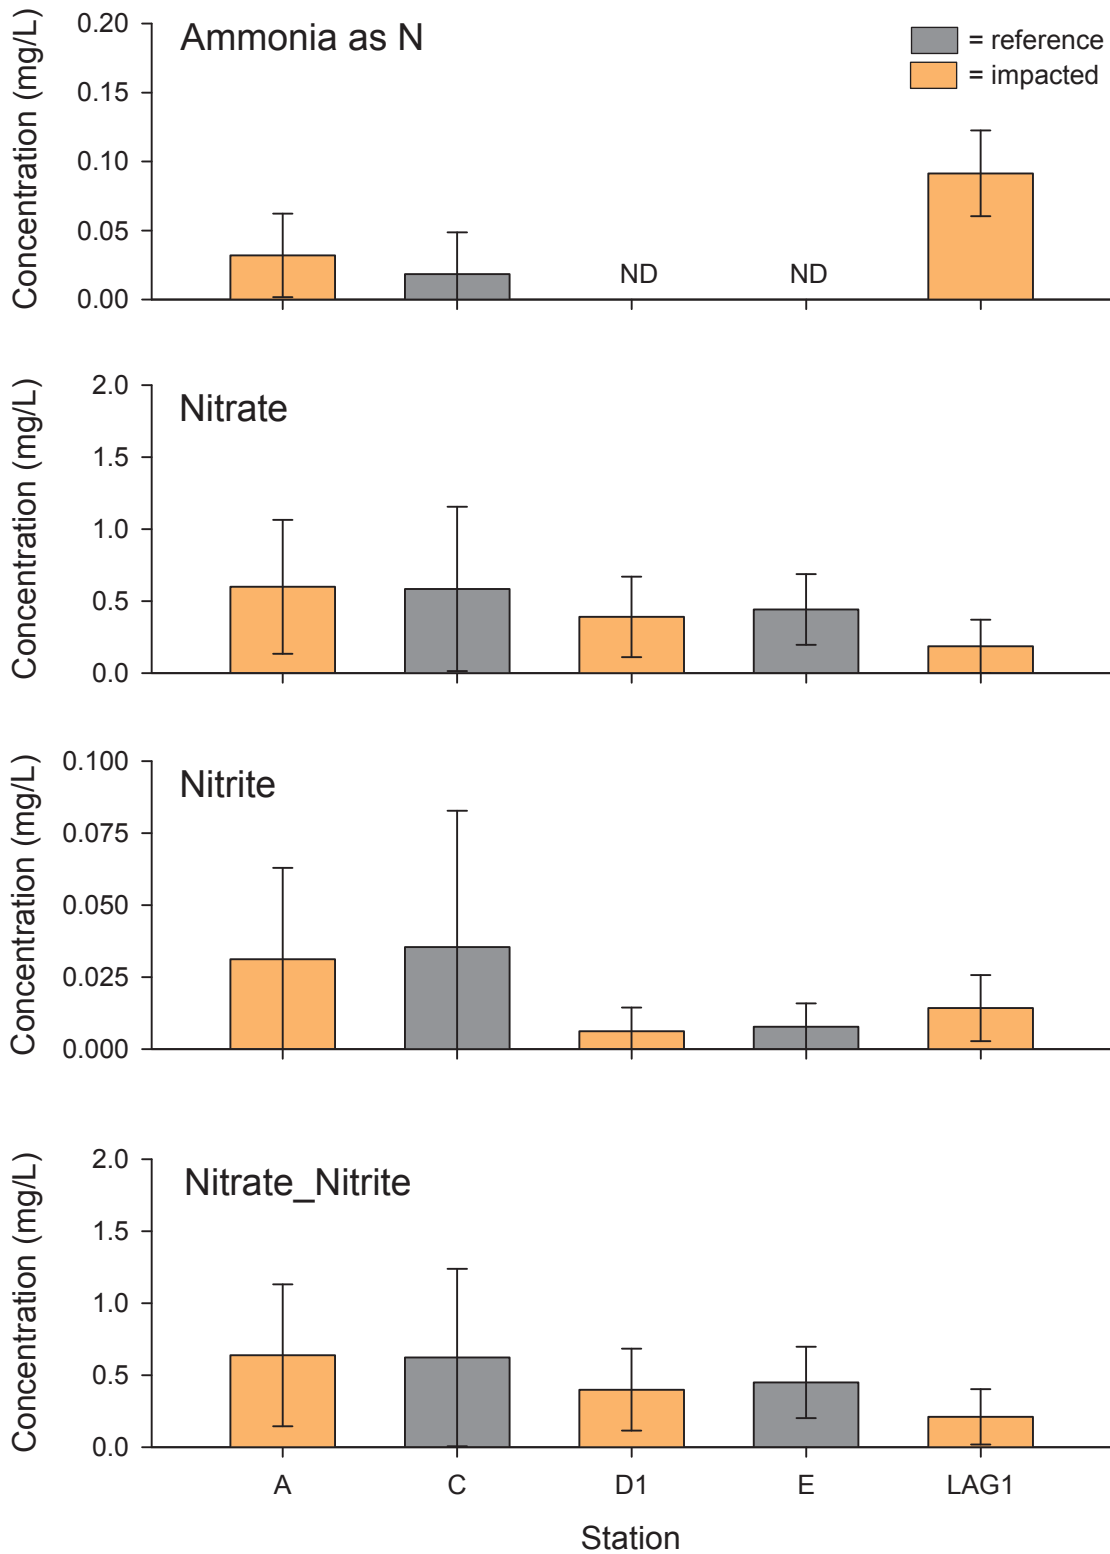 Ammonia as N
= reference
= impacted
Concentration (mg/L)
0.20
0.15
0.10
0.05
0.00
ND
ND
Nitrate
Concentration (mg/L)
2.0
1.5
1.0
0.5
0.0
Nitrite
Concentration (mg/L)
0.100
0.075
0.050
0.025
0.000
Nitrate_Nitrite
Concentration (mg/L)
2.0
1.5
1.0
0.5
0.0
A C D1 E LAG1
Station